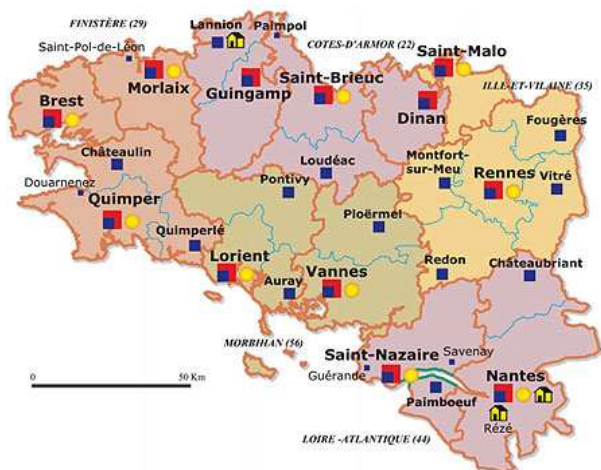 FINISTÈRE (29)
Lannion
Paimpol
Saint-Pol-de-Léon
COTES-D'ARMOR (22)
Saint-Malo
Morlaix
Guingamp
Saint-Brieuc
ILLE-ET-VILAINE (35)
Brest
Dinan
Fougères
Châteaulin
Loudéac
Montfort-
sur-Meu
Rennes
Vitré
Douarnenez
Pontivy
Quimper
Ploërmel
Quimperlé
Lorient
Auray
Vannes
Redon
Châteaubriant
MORBIHAN (56)
Saint-Nazaire
Savenay
Guérande
Nantes
0
50 Km
Paimboeuf
Rézé
LOIRE -ATLANTIQUE (44)